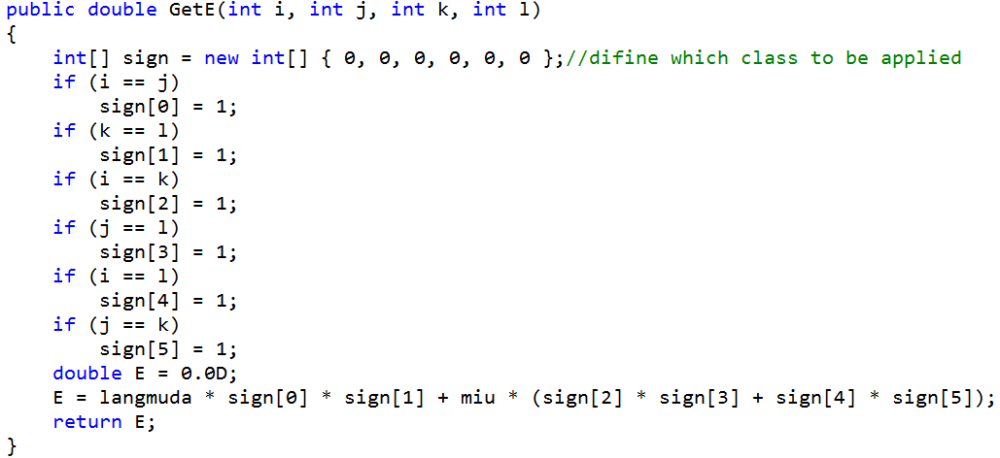 public double GetE(int i, int j, int k, int l)
{
    int[] sign = new int[] { 0, 0, 0, 0, 0, 0 };//difine which class to be applied
    if (i == j)
        sign[0] = 1;
    if (k == l)
        sign[1] = 1;
    if (i == k)
        sign[2] = 1;
    if (j == l)
        sign[3] = 1;
    if (i == l)
        sign[4] = 1;
    if (j == k)
        sign[5] = 1;
    double E = 0.0D;
    E = langmuda * sign[0] * sign[1] + miu * (sign[2] * sign[3] + sign[4] * sign[5]);
    return E;
}